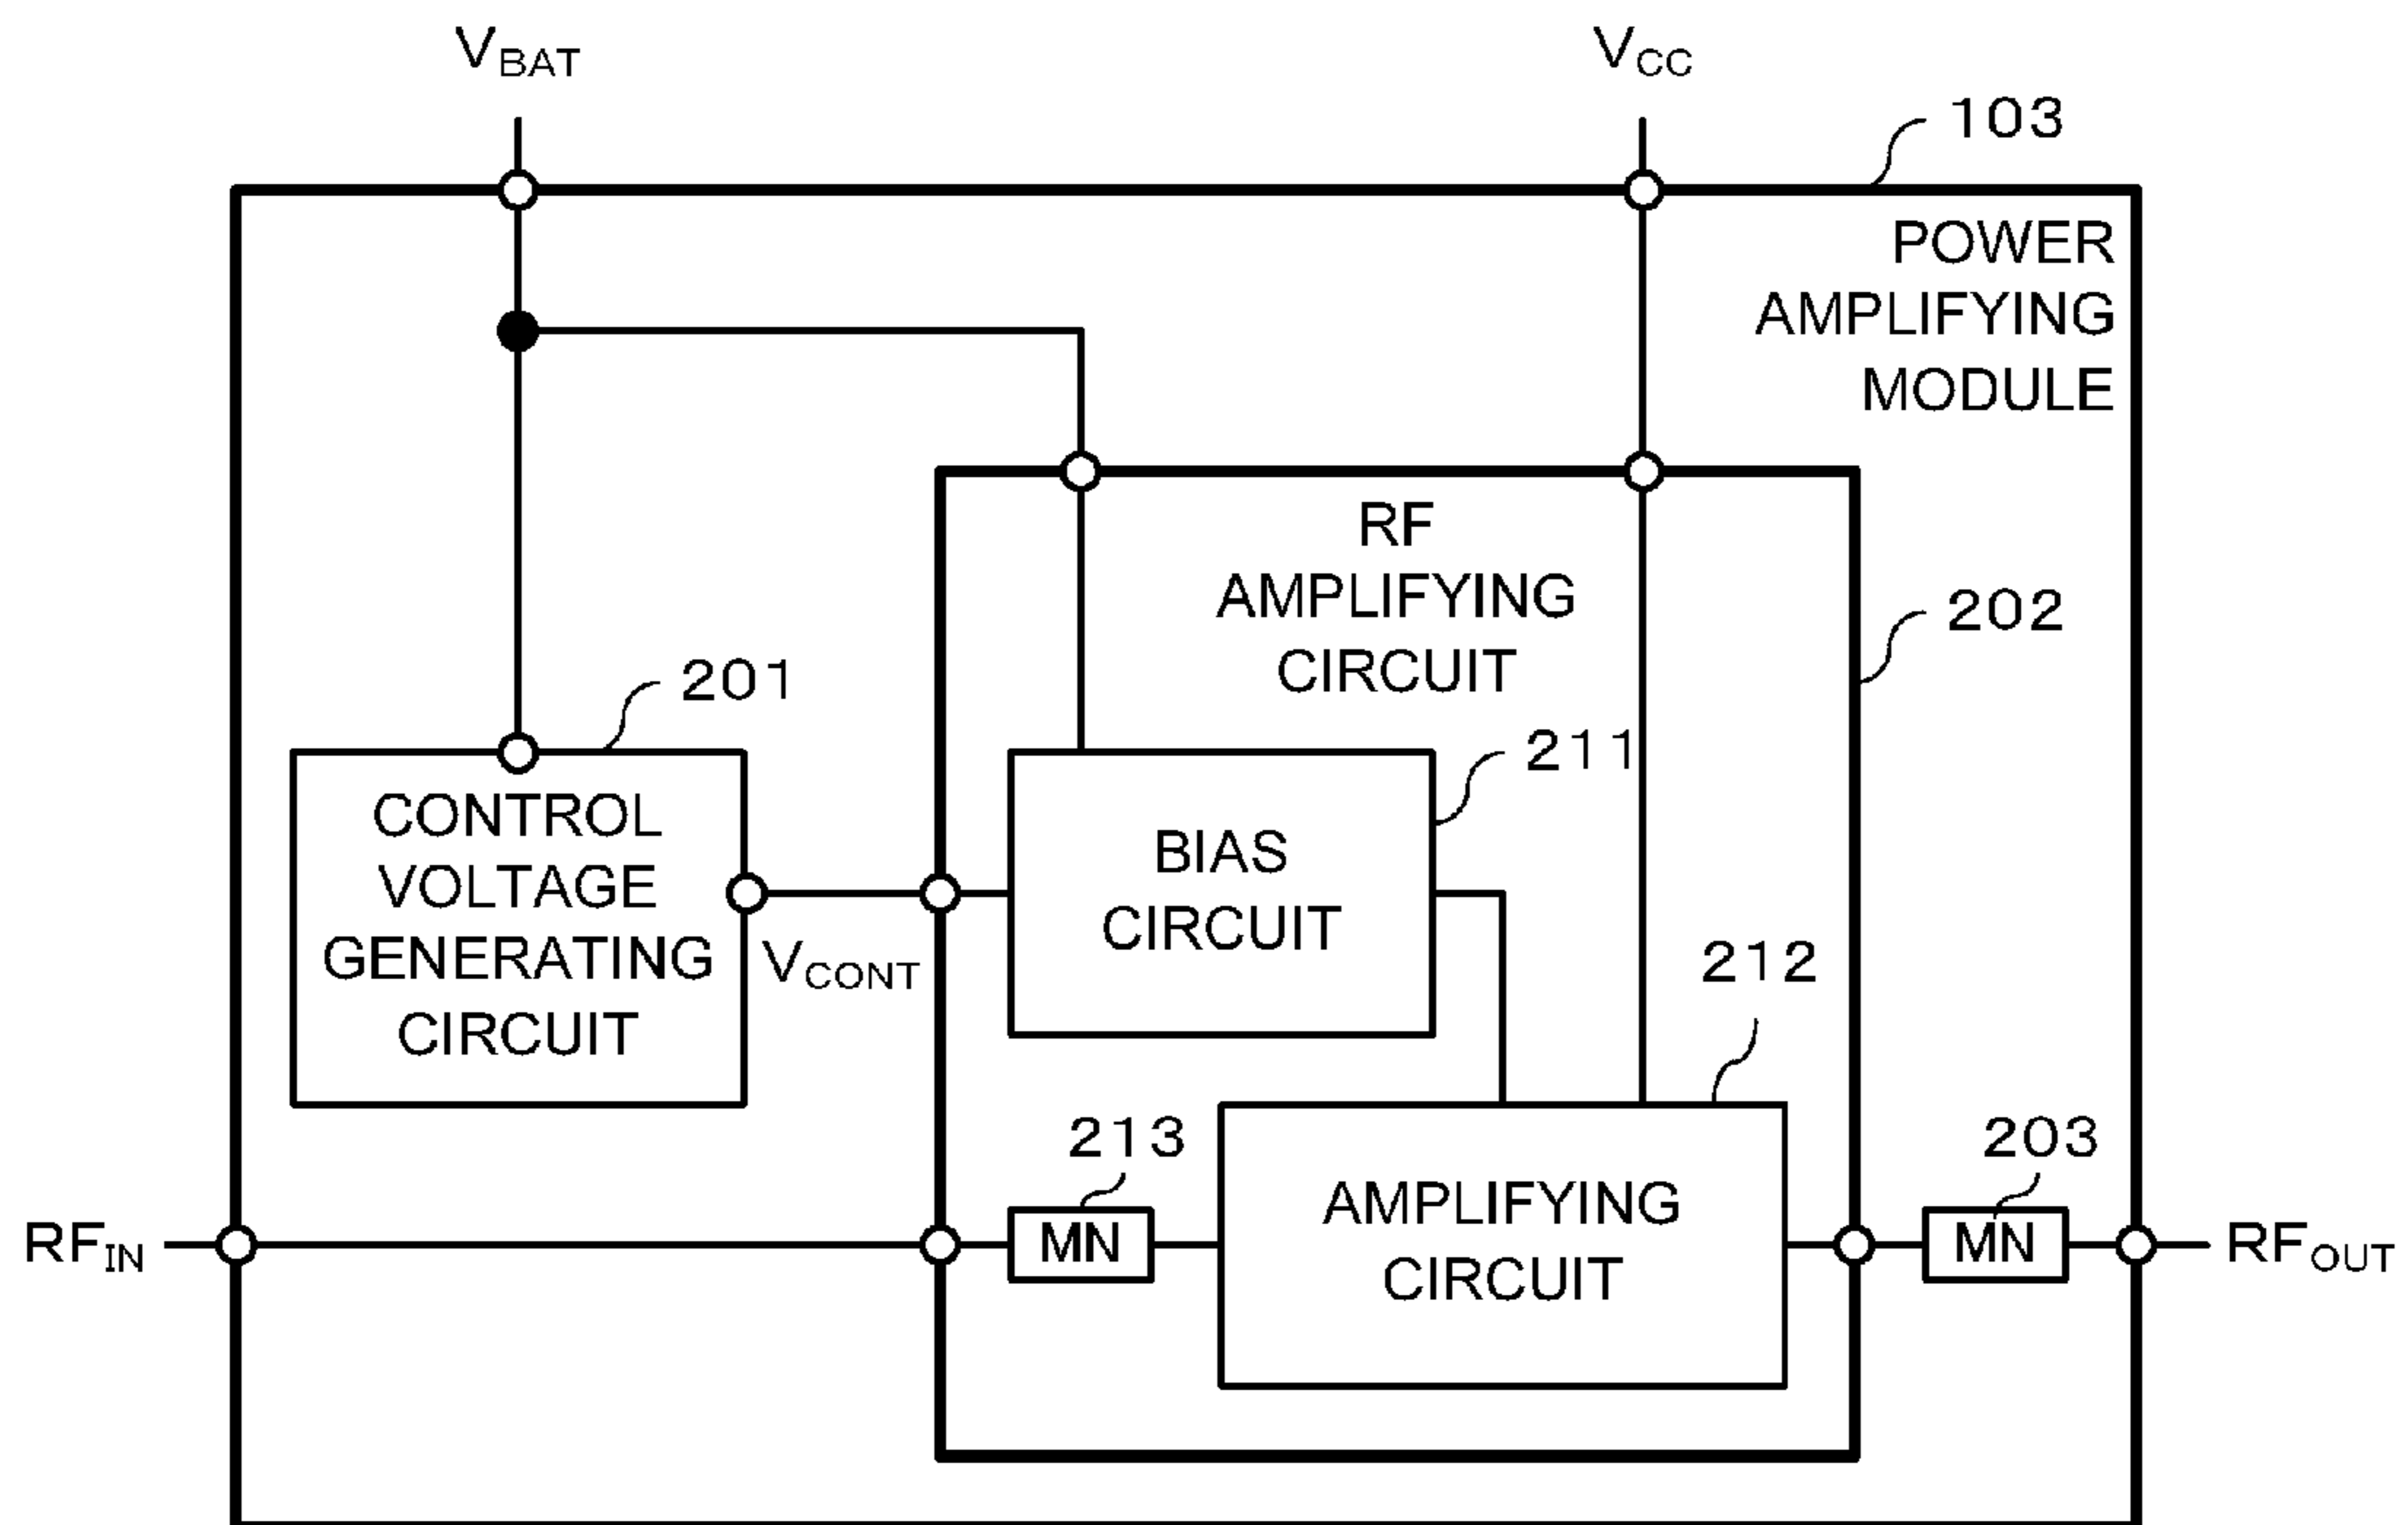 VBAT
VCC
103
POWER
AMPLIFYING
MODULE
RF
AMPLIFYING
CIRCUIT
202
201
211
CONTROL
VOLTAGE
GENERATING
CIRCUIT
BIAS
CIRCUIT
VCONT
212
213
203
RFIN
MN
AMPLIFYING
CIRCUIT
MN
RFOUT